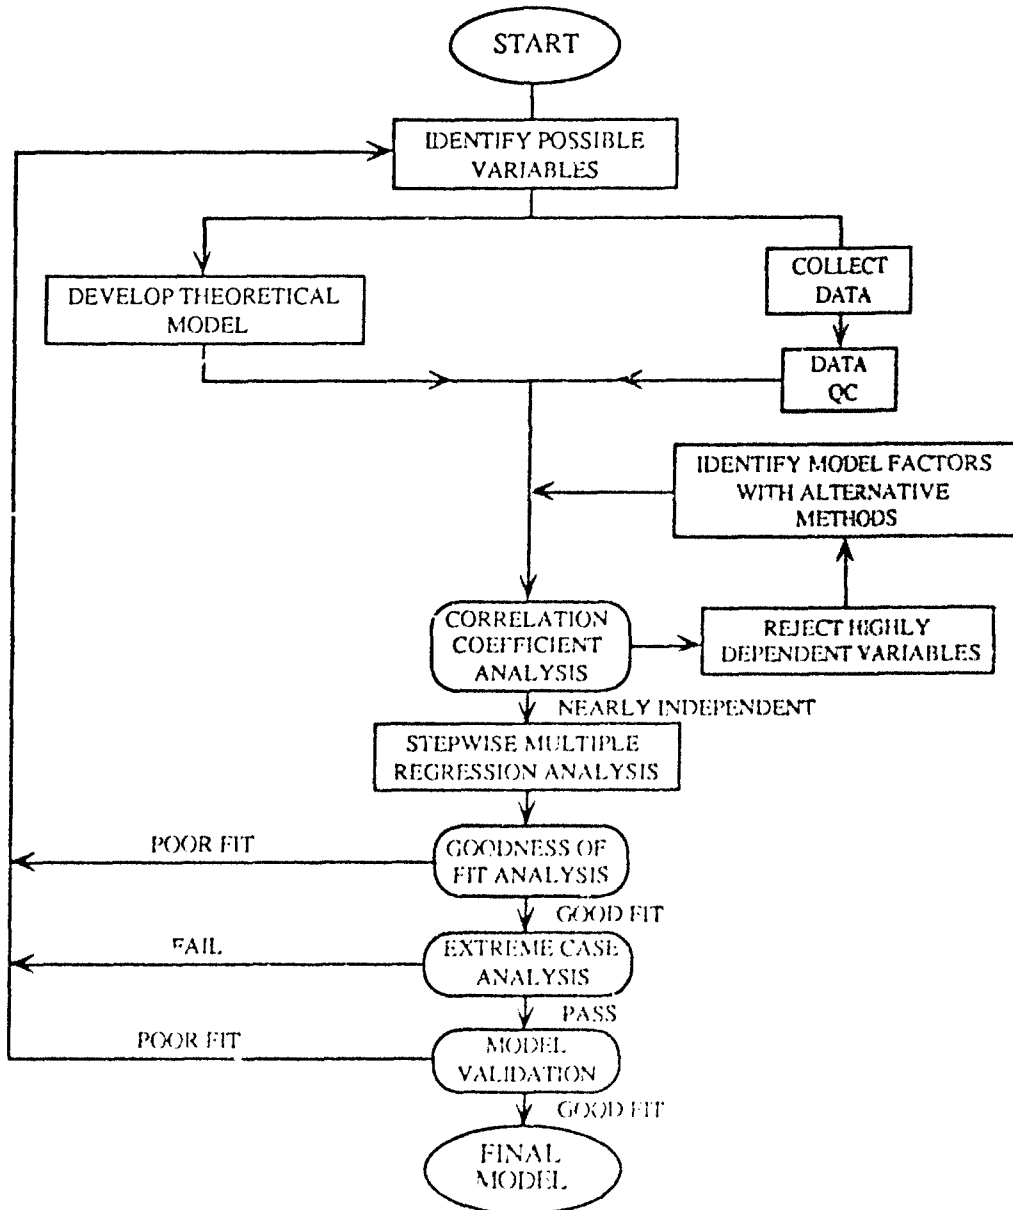 START
IDENTIFY POSSIBLE
VARIABLES
DEVELOP THEORETICAL
MODEL
COLLECT
DATA
DATA
QC
IDENTIFY MODEL FACTORS
WITH ALTERNATIVE
METHODS
CORRELATION
COEFFICIENT
ANALYSIS
REJECT HIGHLY
DEPENDENT VARIABLES
NEARLY INDEPENDENT
STEPWISE MULTIPLE
REGRESSION ANALYSIS
POOR FIT
GOODNESS OF
FIT ANALYSIS
GOOD FIT
FAIL
EXTREME CASE
ANALYSIS
PASS
POOR FIT
MODEL
VALIDATION
GOOD FIT
FINAL
MODEL